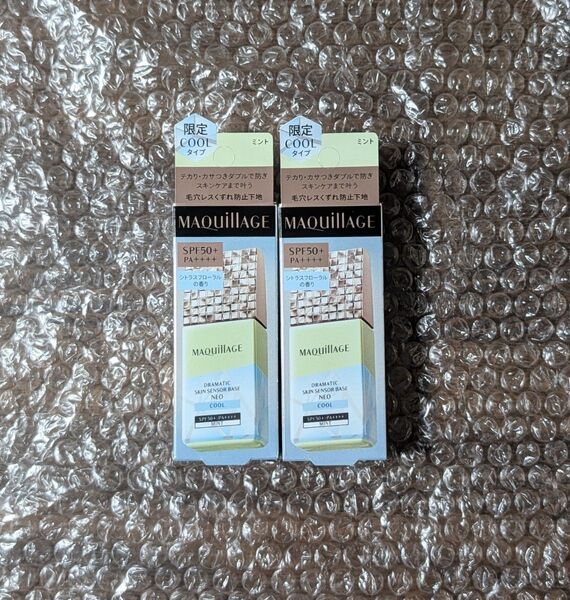 限定
COOL
タイプ
ミント
テカリ・カサつきダブルで防ぎ
スキンケアまで叶う
毛穴レスくずれ防止下地
MAQuillAGE
SPF50+
PA++++
シトラスフローラル
の香り
MAQuillAGE
DRAMATIC
SKIN SENSOR BASE
NEO
COOL
SPF50+・PA++++
MINT
限定
COOL
タイプ
ミント
テカリ・カサつきダブルで防ぎ
スキンケアまで叶う
毛穴レスくずれ防止下地
MAQuillAGE
SPF50+
PA++++
シトラスフローラル
の香り
MAQuillAGE
DRAMATIC
SKIN SENSOR BASE
NEO
COOL
SPF50+・PA++++
MINT